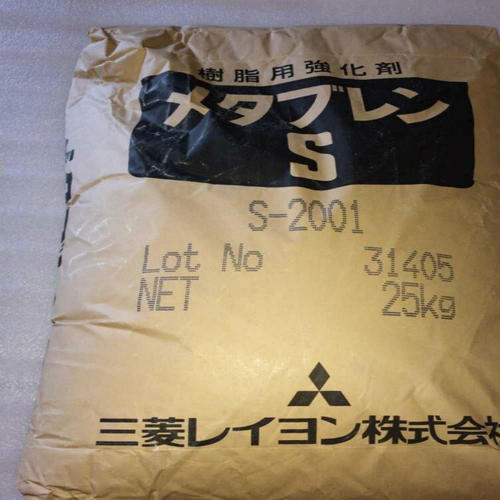 樹脂用強化剤
メタブレン
S
S-2001
Lot No 31405
NET 25kg
三菱レイヨン株式会